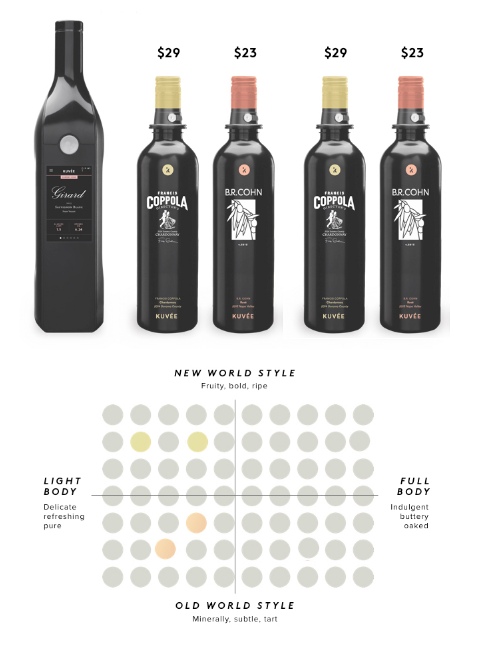 $29
$23
$29
$23
KUVÉE
Girard
FRANCIS
COPPOLA
CHARDONNAY
KUVÉE
B.R.COHN
KUVÉE
FRANCIS
COPPOLA
CHARDONNAY
KUVÉE
B.R.COHN
KUVÉE
NEW WORLD STYLE
Fruity, bold, ripe
LIGHT
BODY
Delicate
refreshing
pure
FULL
BODY
Indulgent
buttery
oaked
OLD WORLD STYLE
Minerally, subtle, tart